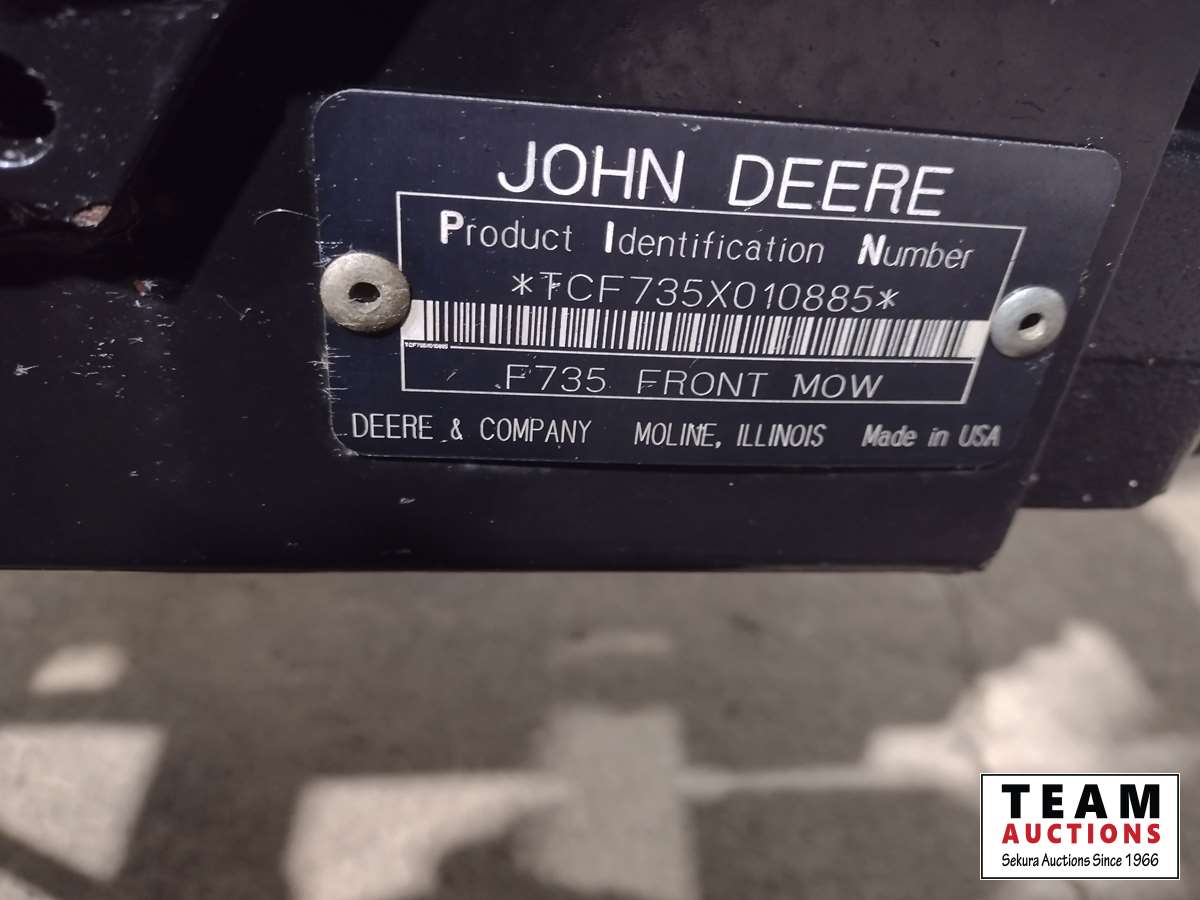 JOHN DEERE
Product Identification Number
*TCF735X010885*
TCF735X010885
F735 FRONT MOW
DEERE & COMPANY MOLINE, ILLINOIS Made in USA
TEAM
AUCTIONS
Sekura Auctions Since 1966